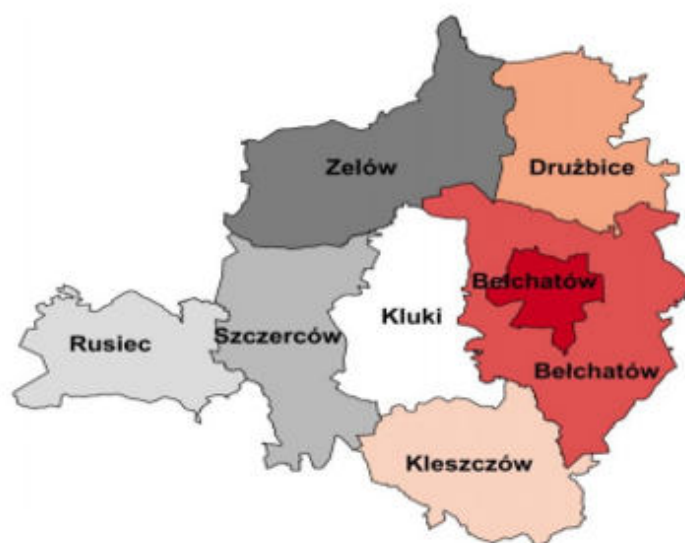 Zelów
Drużbice
Bełchatów
Kluki
Szczerców
Rusiec
Bełchatów
Kleszczów